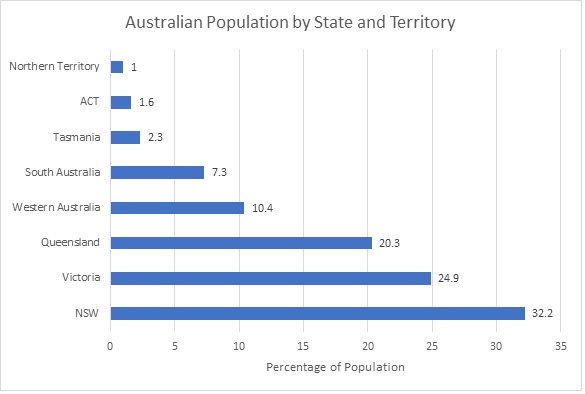 Australian Population by State and Territory
Northern Territory 1
ACT 1.6
Tasmania 2.3
South Australia 7.3
Western Australia 10.4
Queensland 20.3
Victoria 24.9
NSW 32.2
0 5 10 15 20 25 30 35
Percentage of Population